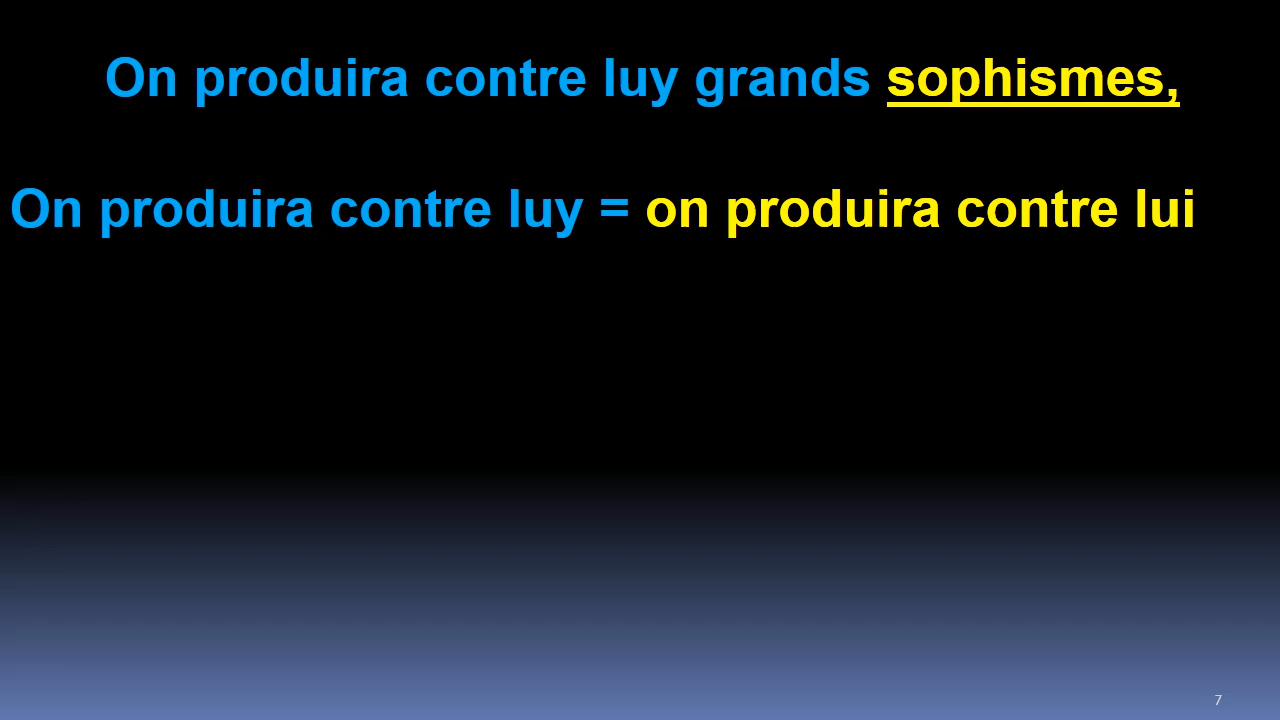 On produira contre luy grands sophismes,
On produira contre luy = on produira contre lui
7